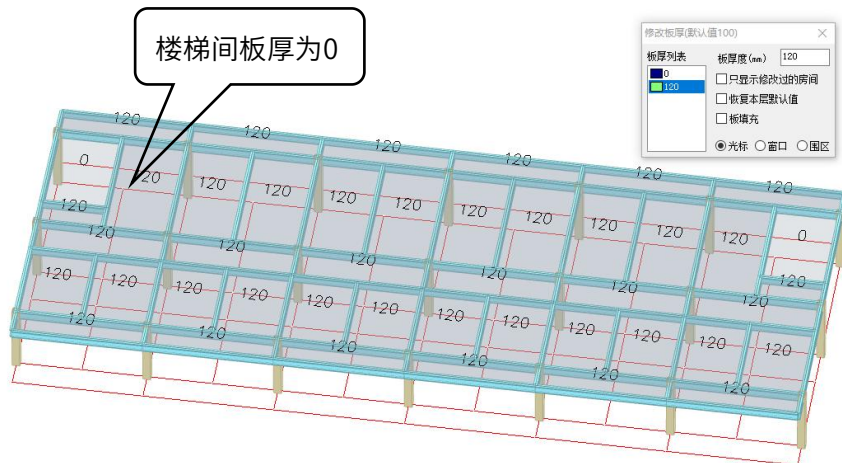 楼梯间板厚为0
修改板厚(默认值100)
板厚列表
板厚度(mm) 120
0
120
只显示修改过的房间
恢复本层默认值
板填充
光标 窗口 围区
120 120 120 120 120 120
0 120 120 120 120 120 120 120 120 120 120 0
120 120
120 120 120 120 120 120
120 120 120 120 120 120 120 120 120 120 120 120
120 120 120 120 120 120